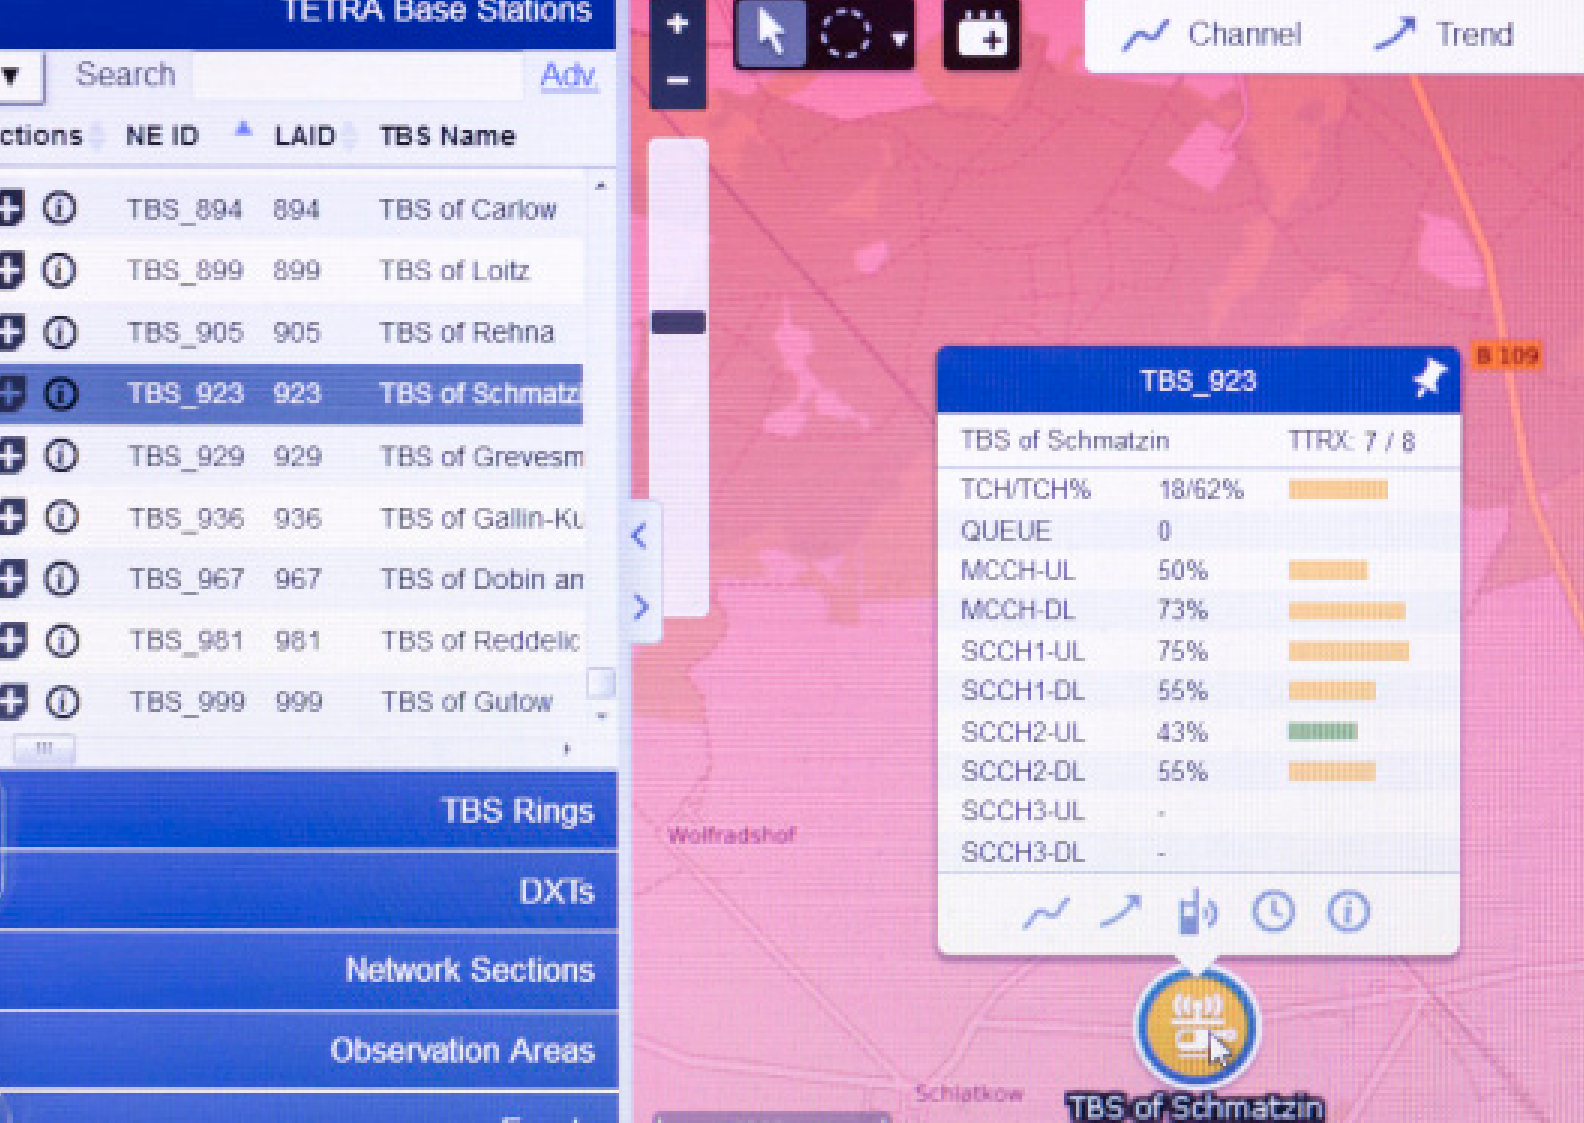 TETRA Base Stations
Search
Adv.
ctions NE ID LAID TBS Name
TBS_894 894 TBS of Carlow
TBS_899 899 TBS of Loitz
TBS_905 905 TBS of Rehna
TBS_923 923 TBS of Schmatzi
TBS_929 929 TBS of Grevesm
TBS_936 936 TBS of Gallin-Ku
TBS_967 967 TBS of Dobin an
TBS_981 981 TBS of Reddelic
TBS_999 999 TBS of Gutow
TBS Rings
DXTs
Network Sections
Observation Areas
Channel Trend
B 109
TBS_923
TBS of Schmatzin TTRX: 7 / 8
TCH/TCH% 18/62%
QUEUE 0
MCCH-UL 50%
MCCH-DL 73%
SCCH1-UL 75%
SCCH1-DL 55%
SCCH2-UL 43%
SCCH2-DL 55%
SCCH3-UL -
SCCH3-DL -
Wolfradshof
Schlatkow
TBS of Schmatzin